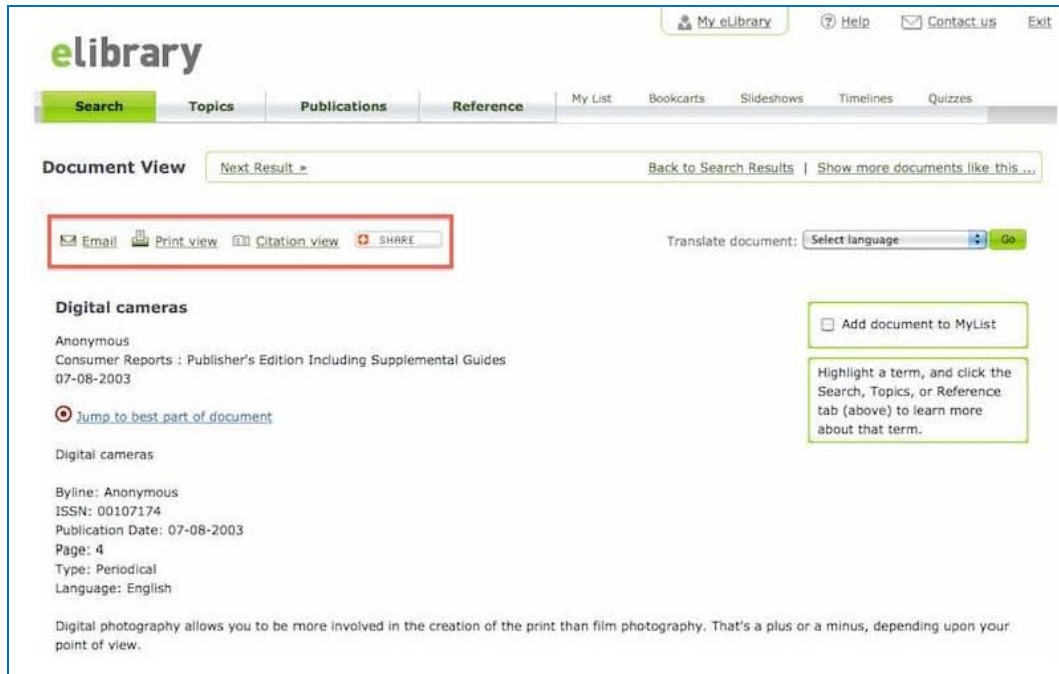 My eLibrary Help Contact us Exit
elibrary
Search Topics Publications Reference My List Bookcarts Slideshows Timelines Quizzes
Document View Next Result » Back to Search Results | Show more documents like this ...
Email Print view Citation view SHARE Translate document: Select language Go
Digital cameras
Add document to MyList
Anonymous
Consumer Reports : Publisher's Edition Including Supplemental Guides
07-08-2003
Highlight a term, and click the
Search, Topics, or Reference
tab (above) to learn more
about that term.
Jump to best part of document
Digital cameras
Byline: Anonymous
ISSN: 00107174
Publication Date: 07-08-2003
Page: 4
Type: Periodical
Language: English
Digital photography allows you to be more involved in the creation of the print than film photography. That's a plus or a minus, depending upon your
point of view.